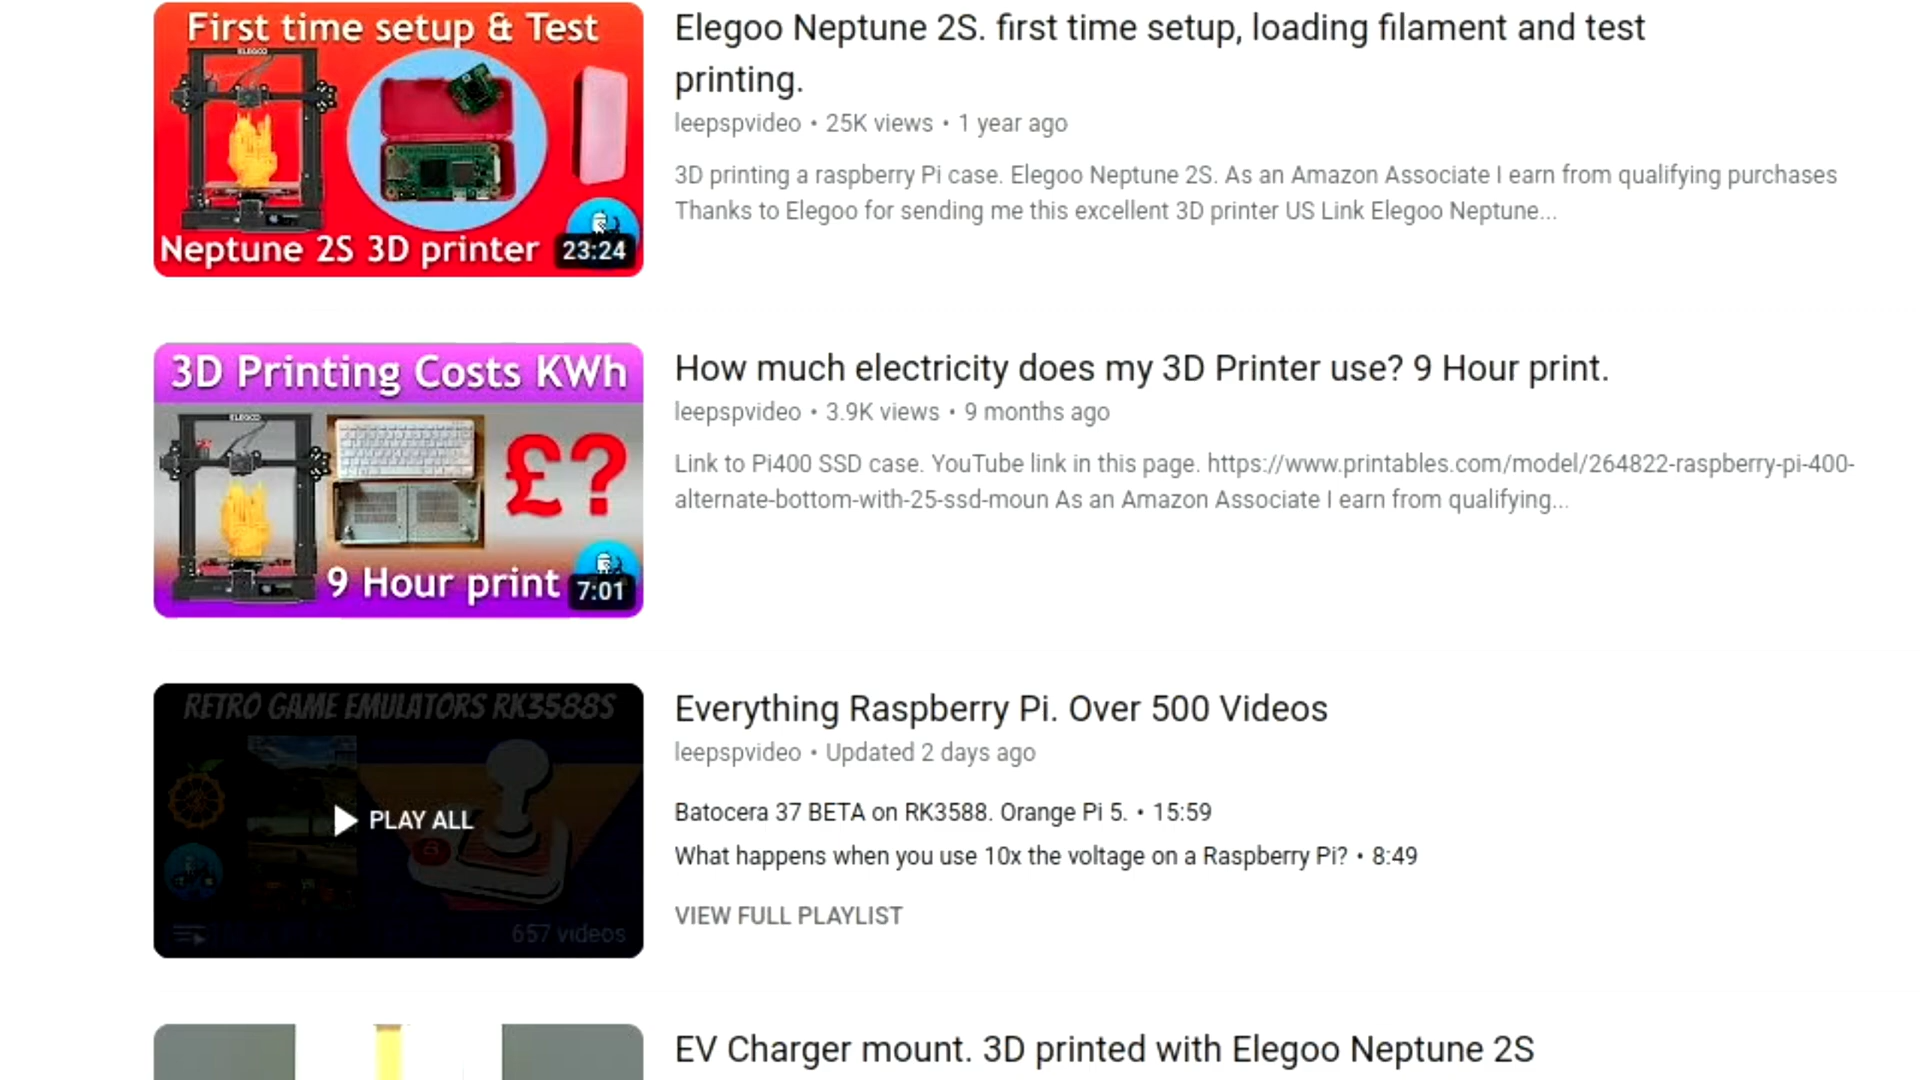 First time setup & Test
ELEGOO
Neptune 2S 3D printer
23:24
Elegoo Neptune 2S. first time setup, loading filament and test
printing.
leepspvideo • 25K views • 1 year ago
3D printing a raspberry Pi case. Elegoo Neptune 2S. As an Amazon Associate I earn from qualifying purchases
Thanks to Elegoo for sending me this excellent 3D printer US Link Elegoo Neptune...
3D Printing Costs KWh
ELEGOO
£?
9 Hour print
7:01
How much electricity does my 3D Printer use? 9 Hour print.
leepspvideo • 3.9K views • 9 months ago
Link to Pi400 SSD case. YouTube link in this page. https://www.printables.com/model/264822-raspberry-pi-400-
alternate-bottom-with-25-ssd-moun As an Amazon Associate I earn from qualifying...
RETRO GAME EMULATORS RK3588S
PLAY ALL
657 videos
Everything Raspberry Pi. Over 500 Videos
leepspvideo • Updated 2 days ago
Batocera 37 BETA on RK3588. Orange Pi 5. • 15:59
What happens when you use 10x the voltage on a Raspberry Pi? • 8:49
VIEW FULL PLAYLIST
EV Charger mount. 3D printed with Elegoo Neptune 2S